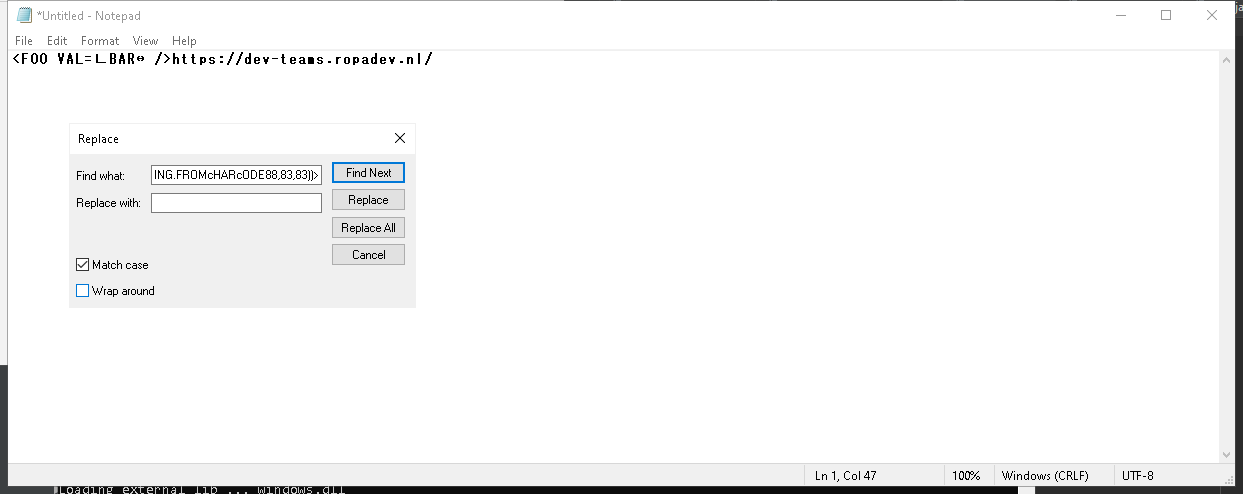 *Untitled - Notepad
File Edit Format View Help
<FOO VAL=∟BAR↔ />https://dev-teams.ropadev.nl/
Replace
Find what: ING.FROMcHARcODE88,83,83))> Find Next
Replace with: Replace
Replace All
Cancel
Match case
Wrap around
Ln 1, Col 47 100% Windows (CRLF) UTF-8
Loading external lib ... windows.dll